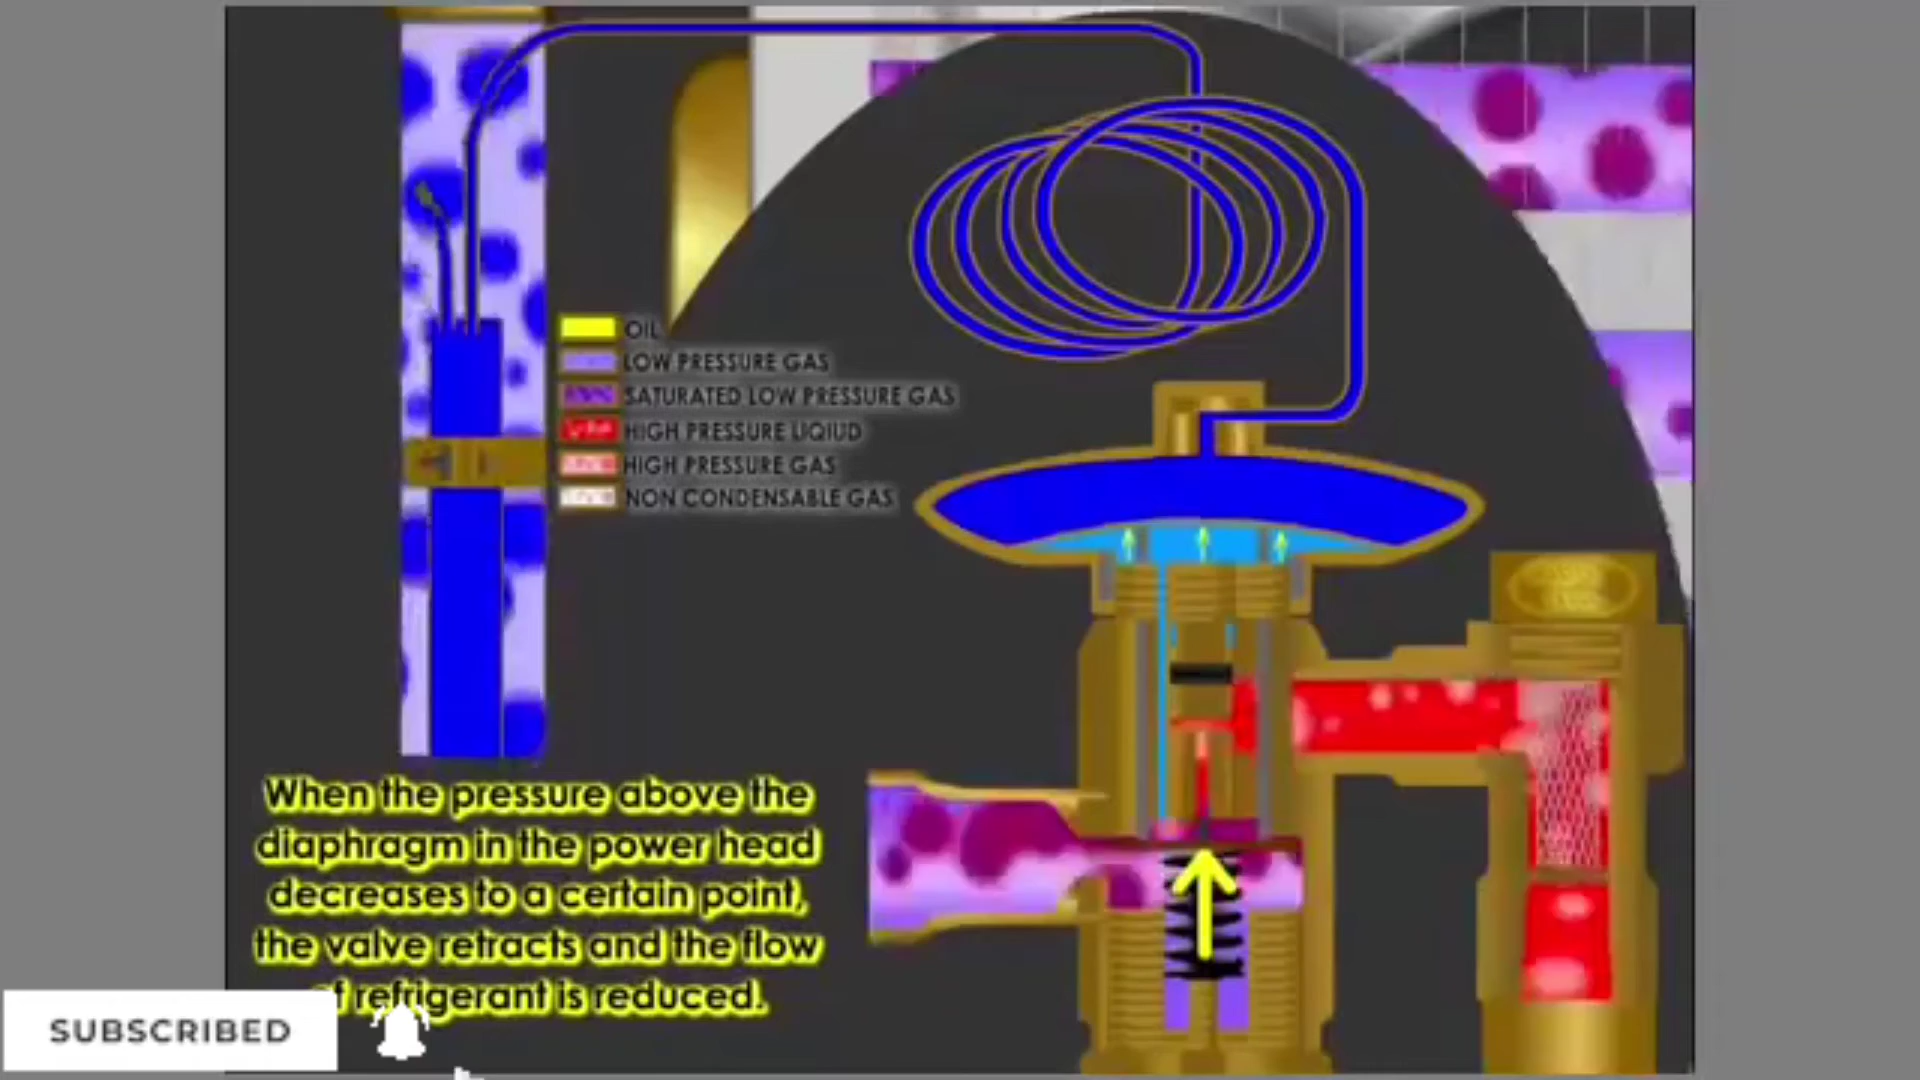 OIL
LOW PRESSURE GAS
SATURATED LOW PRESSURE GAS
HIGH PRESSURE LIQIUD
HIGH PRESSURE GAS
NON CONDENSABLE GAS
When the pressure above the
diaphragm in the power head
decreases to a certain point,
the valve retracts and the flow
of refrigerant is reduced.
SUBSCRIBED